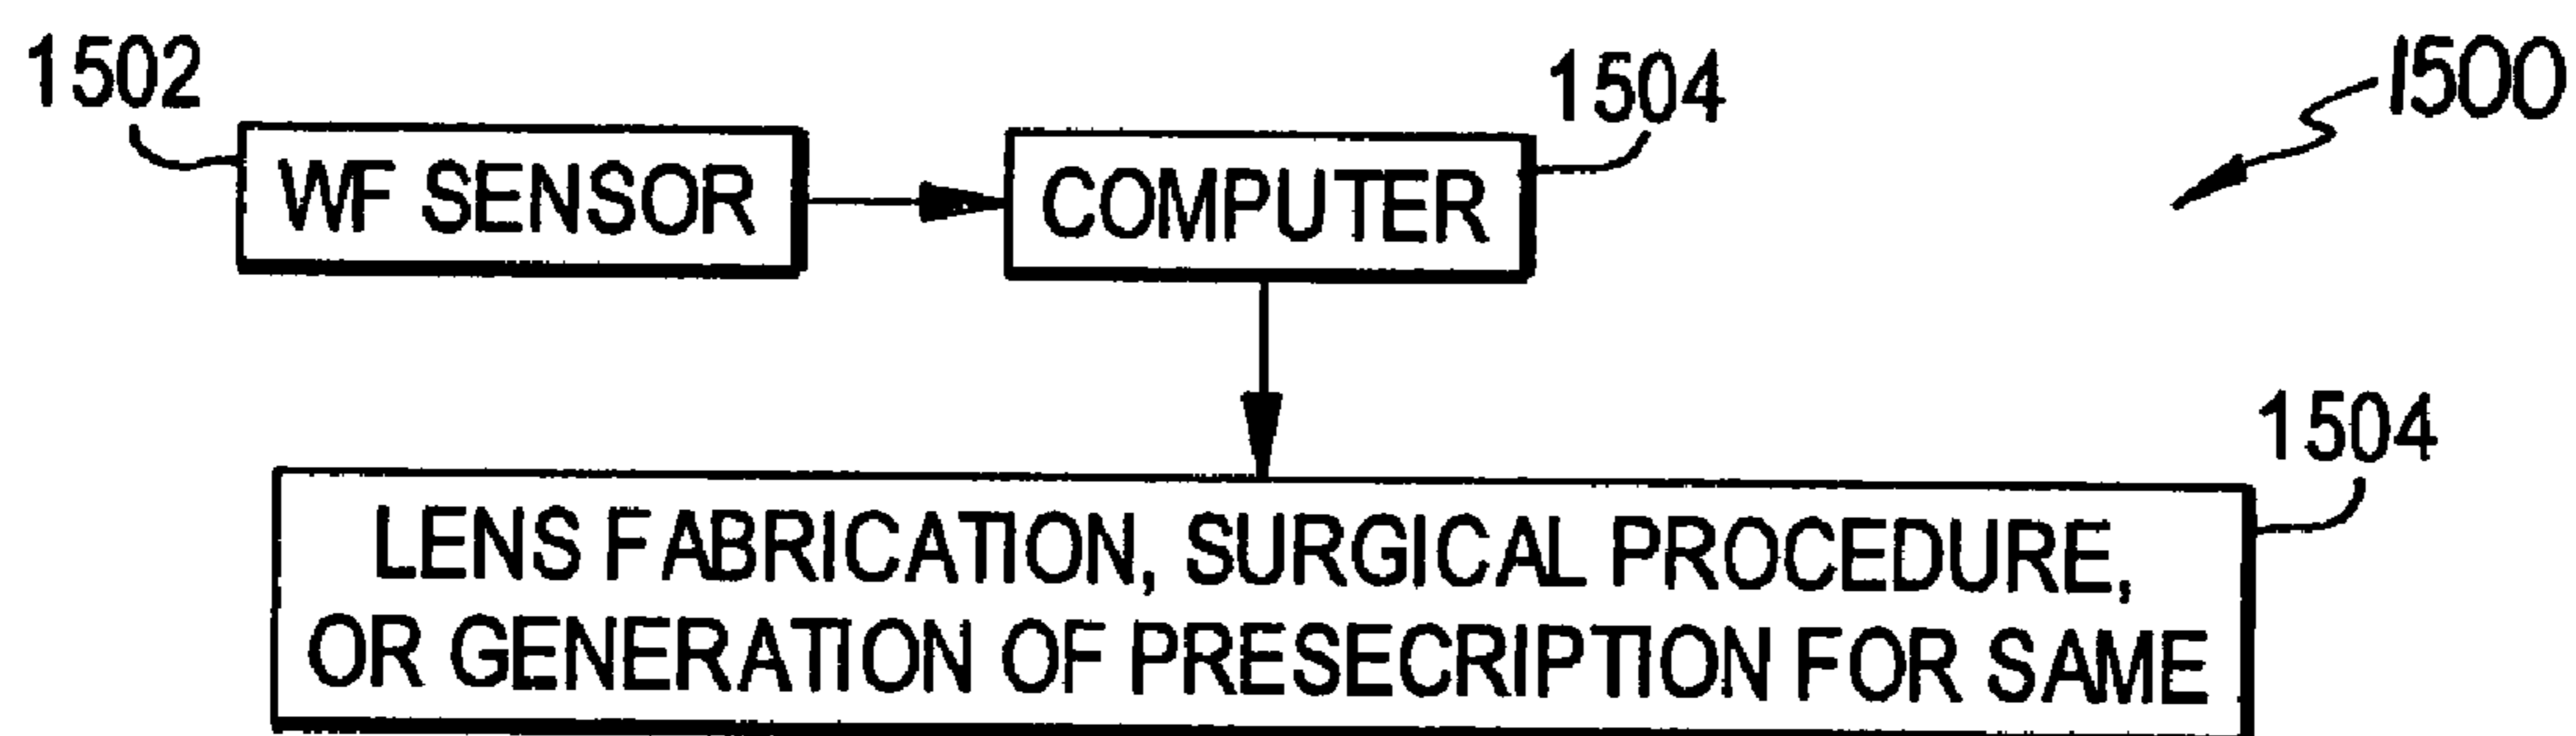 1502
1504
1500
WF SENSOR
COMPUTER
1504
LENS FABRICATION, SURGICAL PROCEDURE,
OR GENERATION OF PRESECRIPTION FOR SAME